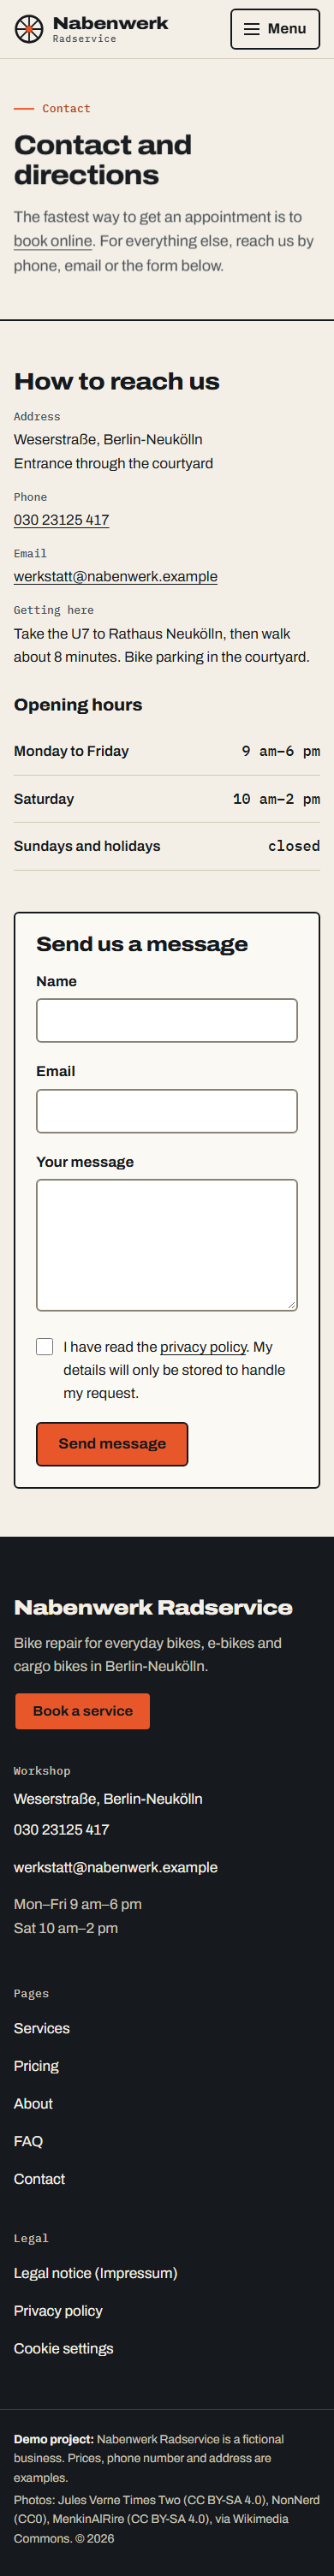 Nabenwerk
Radservice
Menu
Contact
Contact and
directions
The fastest way to get an appointment is to
book online. For everything else, reach us by
phone, email or the form below.
How to reach us
Address
Weserstraße, Berlin-Neukölln
Entrance through the courtyard
Phone
030 23125 417
Email
werkstatt@nabenwerk.example
Getting here
Take the U7 to Rathaus Neukölln, then walk
about 8 minutes. Bike parking in the courtyard.
Opening hours
Monday to Friday 9 am–6 pm
Saturday 10 am–2 pm
Sundays and holidays closed
Send us a message
Name
Email
Your message
I have read the privacy policy. My
details will only be stored to handle
my request.
Send message
Nabenwerk Radservice
Bike repair for everyday bikes, e-bikes and
cargo bikes in Berlin-Neukölln.
Book a service
Workshop
Weserstraße, Berlin-Neukölln
030 23125 417
werkstatt@nabenwerk.example
Mon–Fri 9 am–6 pm
Sat 10 am–2 pm
Pages
Services
Pricing
About
FAQ
Contact
Legal
Legal notice (Impressum)
Privacy policy
Cookie settings
Demo project: Nabenwerk Radservice is a fictional
business. Prices, phone number and address are
examples.
Photos: Jules Verne Times Two (CC BY-SA 4.0), NonNerd
(CC0), MenkinAlRire (CC BY-SA 4.0), via Wikimedia
Commons. © 2026